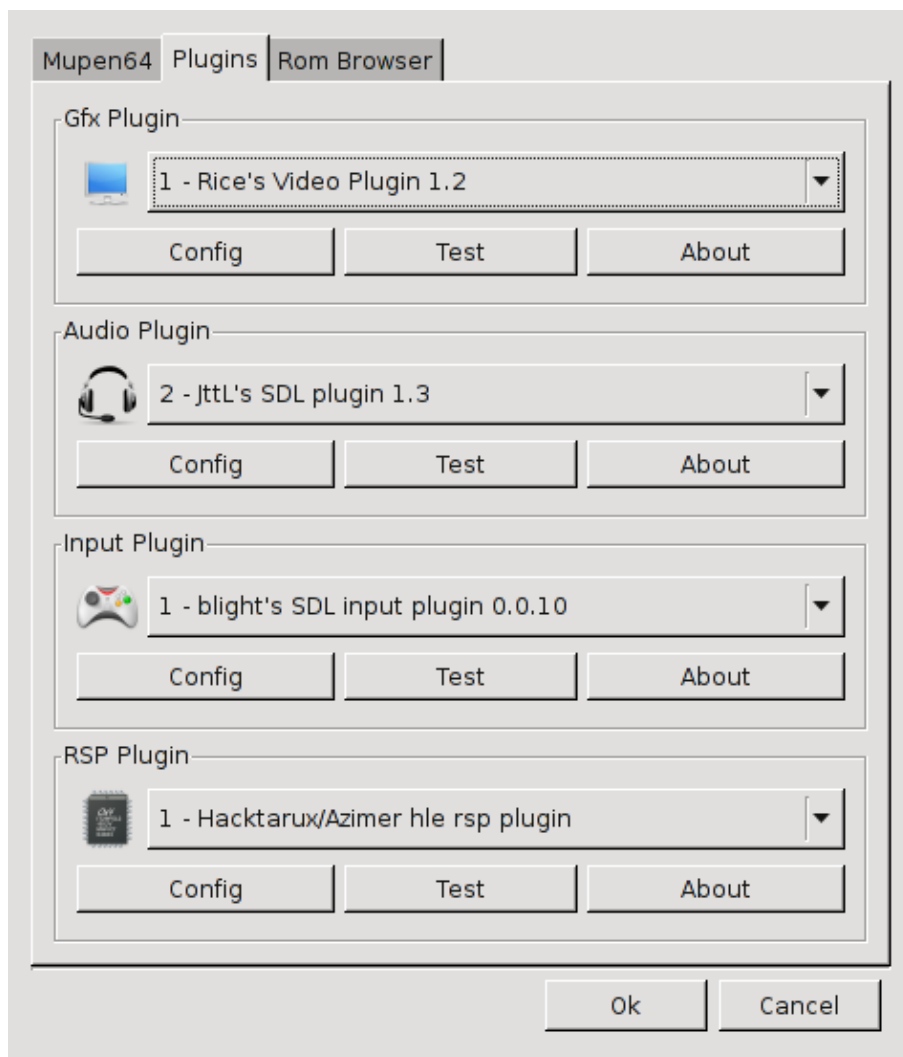 Mupen64 Plugins Rom Browser
Gfx Plugin
1 - Rice's Video Plugin 1.2
Config Test About
Audio Plugin
2 - JttL's SDL plugin 1.3
Config Test About
Input Plugin
1 - blight's SDL input plugin 0.0.10
Config Test About
RSP Plugin
1 - Hacktarux/Azimer hle rsp plugin
Config Test About
Ok Cancel